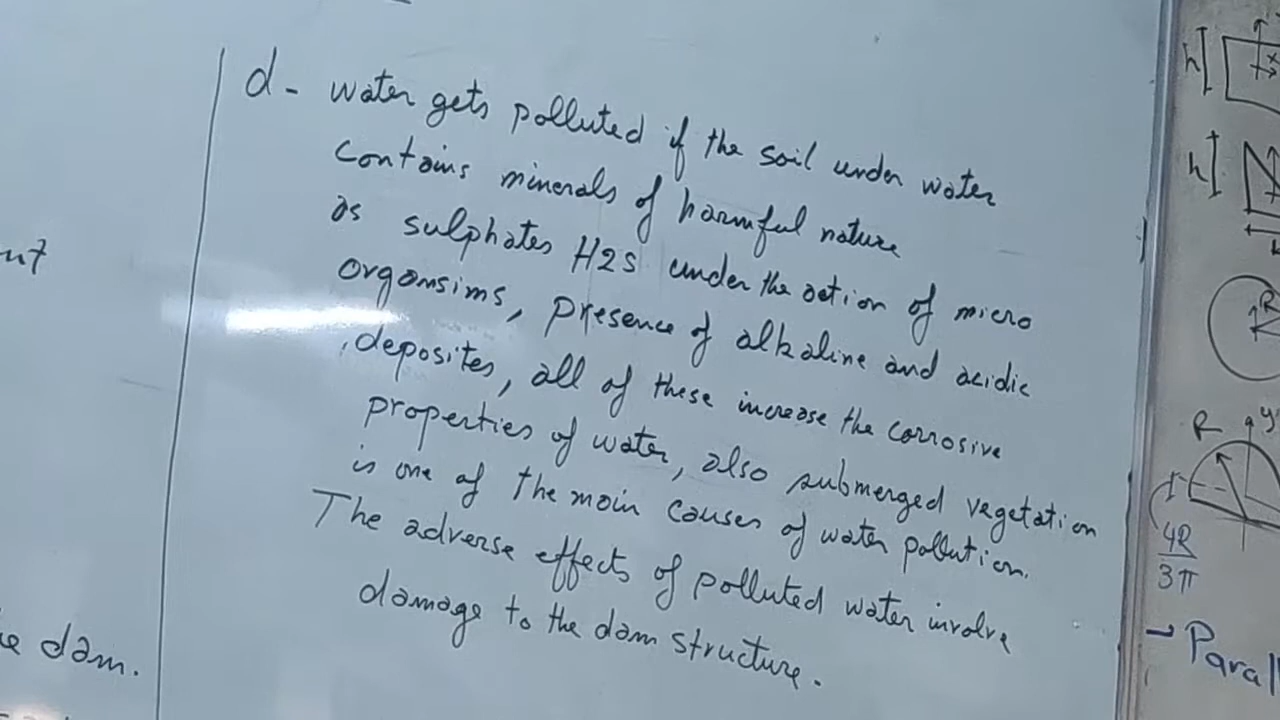 d- water gets polluted if the soil under water
contains minerals of harmful nature
as sulphates H2S under the action of micro
organsims, presence of alkaline and acidic
deposites, all of these increase the corrosive
properties of water, also submerged vegetation
is one of the main causes of water pollution.
The adverse effects of polluted water involve
damage to the dam structure.
dam.
h
h
R
R
y
4R
3π